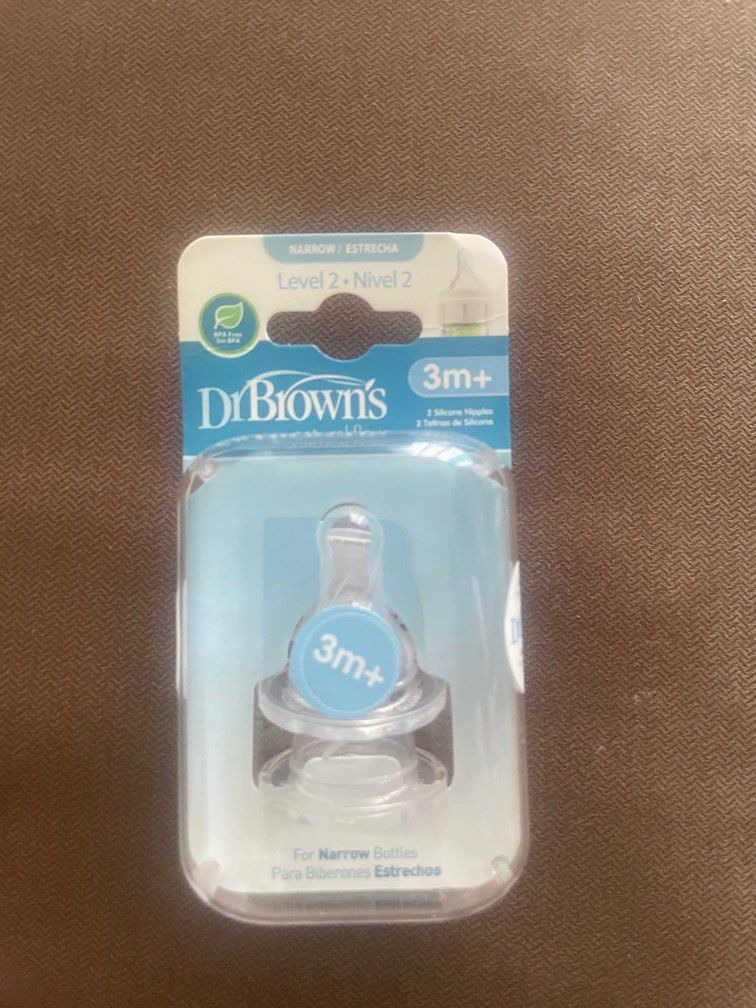 NARROW / ESTRECHA
Level 2 • Nivel 2
BPA Free
Sin BPA
3m+
Dr Brown's
2 Silicone Nipples
2 Tetinas de Silicona
3m+
For Narrow Bottles
Para Biberones Estrechos